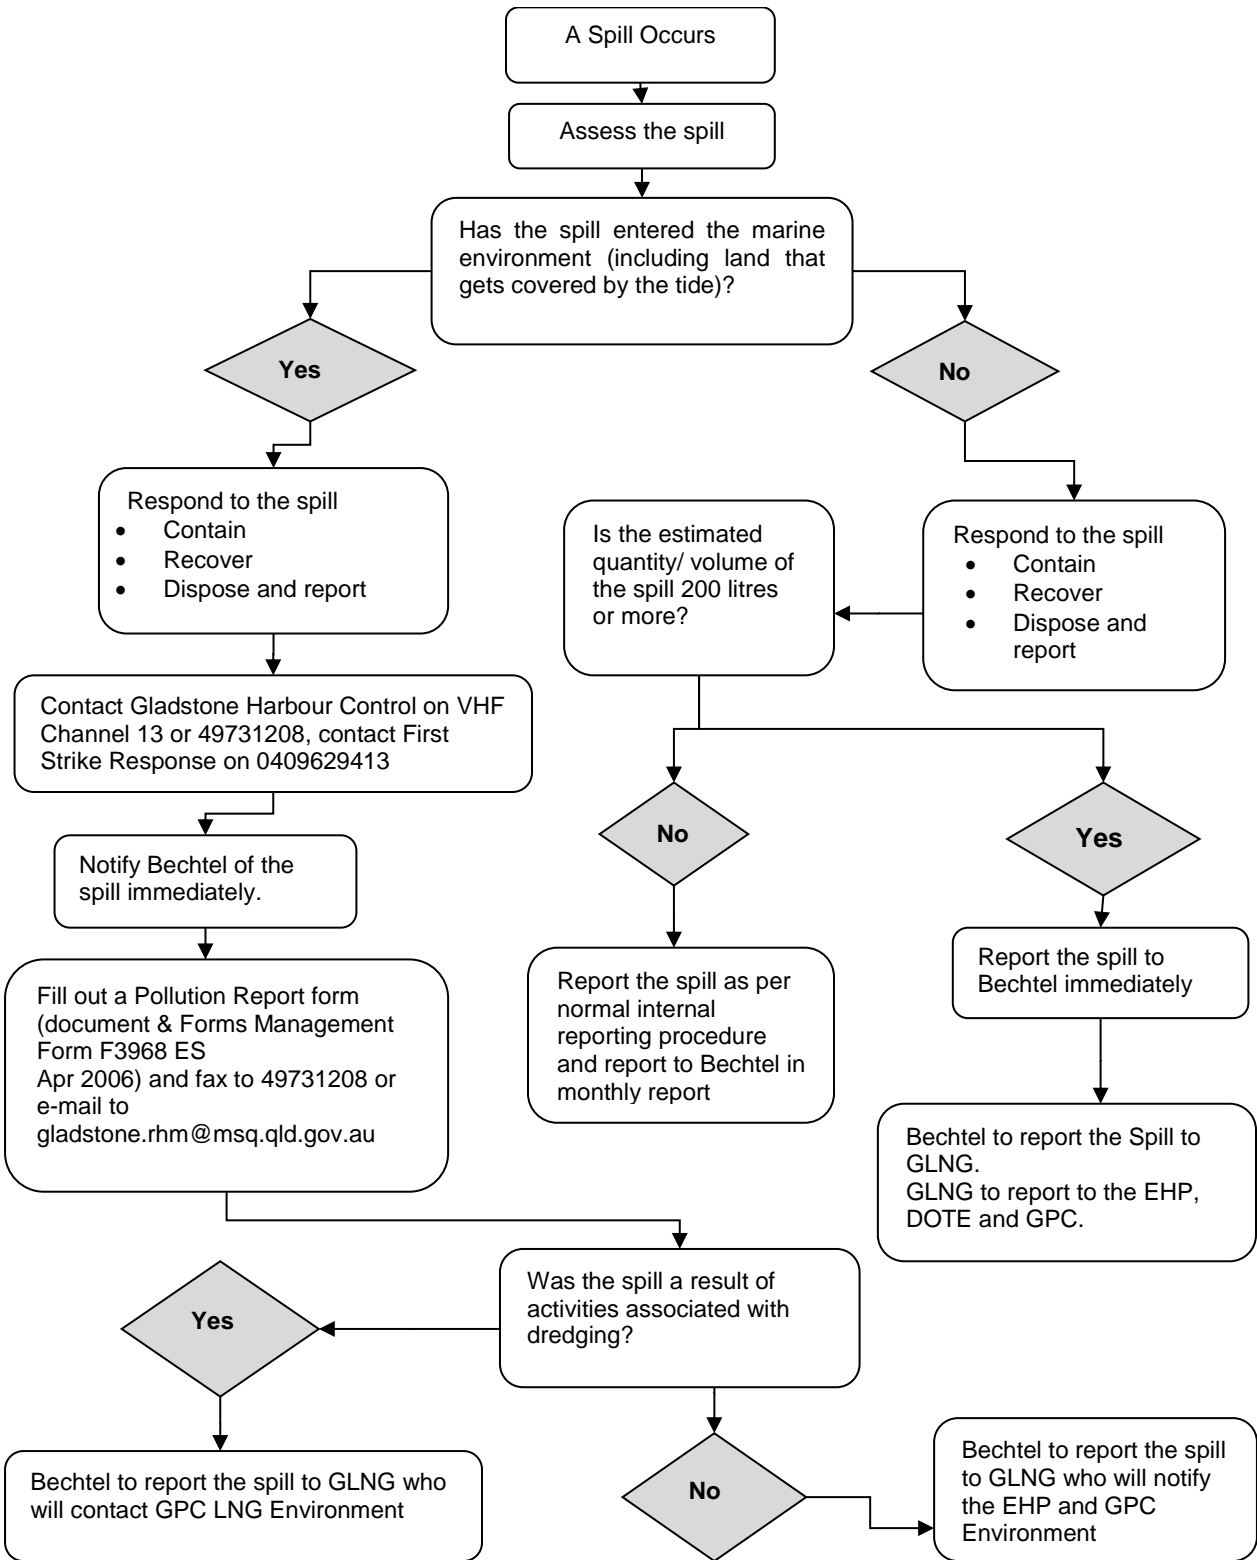 A Spill Occurs
Assess the spill
Has the spill entered the marine
environment (including land that
gets covered by the tide)?
Yes
No
Respond to the spill
• Contain
• Recover
• Dispose and report
Is the estimated
quantity/ volume of
the spill 200 litres
or more?
Respond to the spill
• Contain
• Recover
• Dispose and
report
Contact Gladstone Harbour Control on VHF
Channel 13 or 49731208, contact First
Strike Response on 0409629413
No
Yes
Notify Bechtel of the
spill immediately.
Report the spill as per
normal internal
reporting procedure
and report to Bechtel in
monthly report
Report the spill to
Bechtel immediately
Fill out a Pollution Report form
(document & Forms Management
Form F3968 ES
Apr 2006) and fax to 49731208 or
e-mail to
gladstone.rhm@msq.qld.gov.au
Bechtel to report the Spill to
GLNG.
GLNG to report to the EHP,
DOTE and GPC.
Was the spill a result of
activities associated with
dredging?
Yes
No
Bechtel to report the spill to GLNG who
will contact GPC LNG Environment
Bechtel to report the spill
to GLNG who will notify
the EHP and GPC
Environment